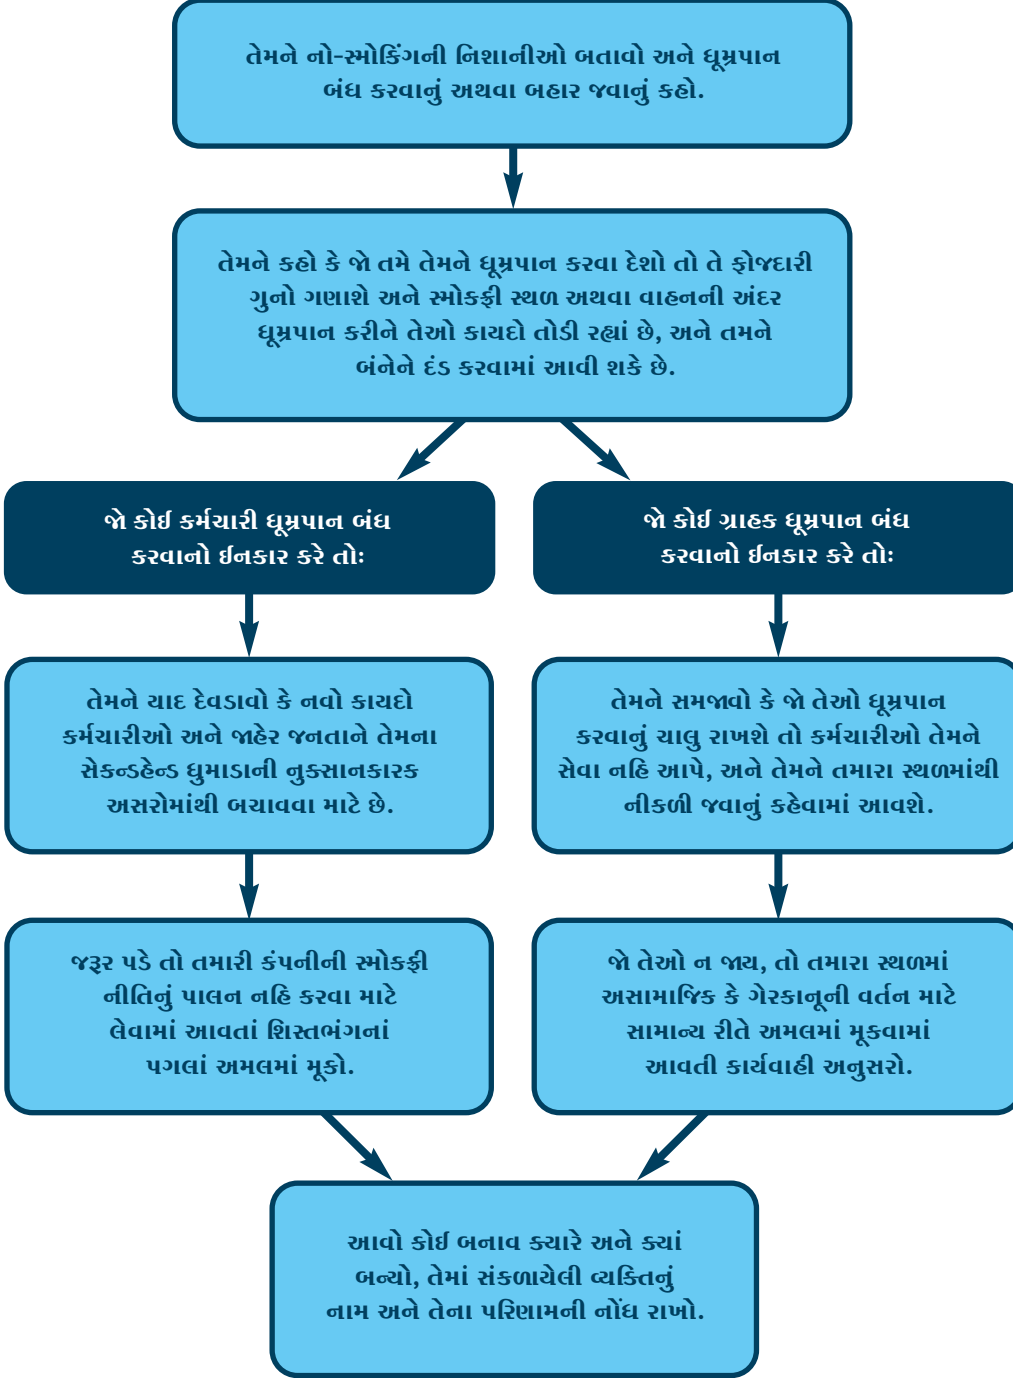 તેમને નો-સ્મોકિંગની નિશાનીઓ બતાવો અને ધૂમ્રપાન
બંધ કરવાનું અથવા બહાર જવાનું કહો.
તેમને કહો કે જો તમે તેમને ધૂમ્રપાન કરવા દેશો તો તે ફોજદારી
ગુનો ગણાશે અને સ્મોકફ્રી સ્થળ અથવા વાહનની અંદર
ધૂમ્રપાન કરીને તેઓ કાયદો તોડી રહ્યાં છે, અને તમને
બંનેને દંડ કરવામાં આવી શકે છે.
જો કોઈ કર્મચારી ધૂમ્રપાન બંધ
કરવાનો ઈનકાર કરે તોઃ
તેમને યાદ દેવડાવો કે નવો કાયદો
કર્મચારીઓ અને જાહેર જનતાને તેમના
સેકન્ડહેન્ડ ધુમાડાની નુક્સાનકારક
અસરોમાંથી બચાવવા માટે છે.
જરૂર પડે તો તમારી કંપનીની સ્મોકફ્રી
નીતિનું પાલન નહિ કરવા માટે
લેવામાં આવતાં શિસ્તભંગનાં
પગલાં અમલમાં મૂકો.
જો કોઈ ગ્રાહક ધૂમ્રપાન બંધ
કરવાનો ઈનકાર કરે તોઃ
તેમને સમજાવો કે જો તેઓ ધૂમ્રપાન
કરવાનું ચાલુ રાખશે તો કર્મચારીઓ તેમને
સેવા નહિ આપે, અને તેમને તમારા સ્થળમાંથી
નીકળી જવાનું કહેવામાં આવશે.
જો તેઓ ન જાય, તો તમારા સ્થળમાં
અસામાજિક કે ગેરકાનૂની વર્તન માટે
સામાન્ય રીતે અમલમાં મૂકવામાં
આવતી કાર્યવાહી અનુસરો.
આવો કોઈ બનાવ ક્યારે અને ક્યાં
બન્યો, તેમાં સંકળાયેલી વ્યક્તિનું
નામ અને તેના પરિણામની નોંધ રાખો.